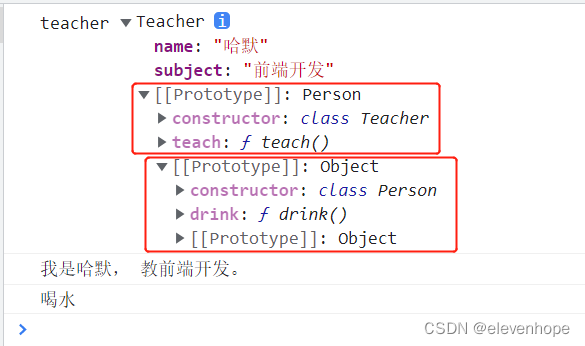 teacher ▼Teacher i
name: "哈默"
subject: "前端开发"
▼[[Prototype]]: Person
▶ constructor: class Teacher
▶ teach: ƒ teach()
▼[[Prototype]]: Object
▶ constructor: class Person
▶ drink: ƒ drink()
▶ [[Prototype]]: Object
我是哈默， 教前端开发。
喝水
>
CSDN @elevenhope